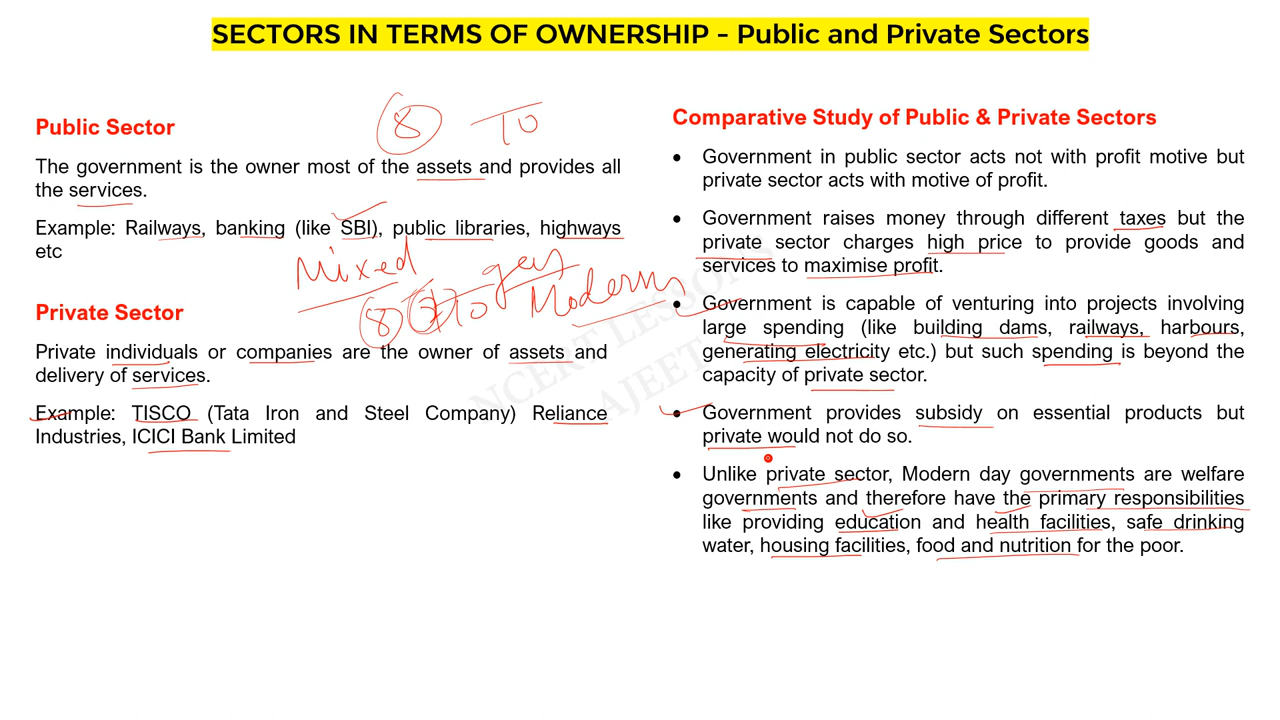 SECTORS IN TERMS OF OWNERSHIP - Public and Private Sectors
Public Sector
The government is the owner most of the assets and provides all
the services.
Example: Railways, banking (like SBI), public libraries, highways
etc
Private Sector
Private individuals or companies are the owner of assets and
delivery of services.
Example: TISCO (Tata Iron and Steel Company) Reliance
Industries, ICICI Bank Limited
8 To
Mixed
8
Modern
Comparative Study of Public & Private Sectors
• Government in public sector acts not with profit motive but
private sector acts with motive of profit.
• Government raises money through different taxes but the
private sector charges high price to provide goods and
services to maximise profit.
• Government is capable of venturing into projects involving
large spending (like building dams, railways, harbours,
generating electricity etc.) but such spending is beyond the
capacity of private sector.
• Government provides subsidy on essential products but
private would not do so.
• Unlike private sector, Modern day governments are welfare
governments and therefore have the primary responsibilities
like providing education and health facilities, safe drinking
water, housing facilities, food and nutrition for the poor.
NCERT LESSON
AJEET